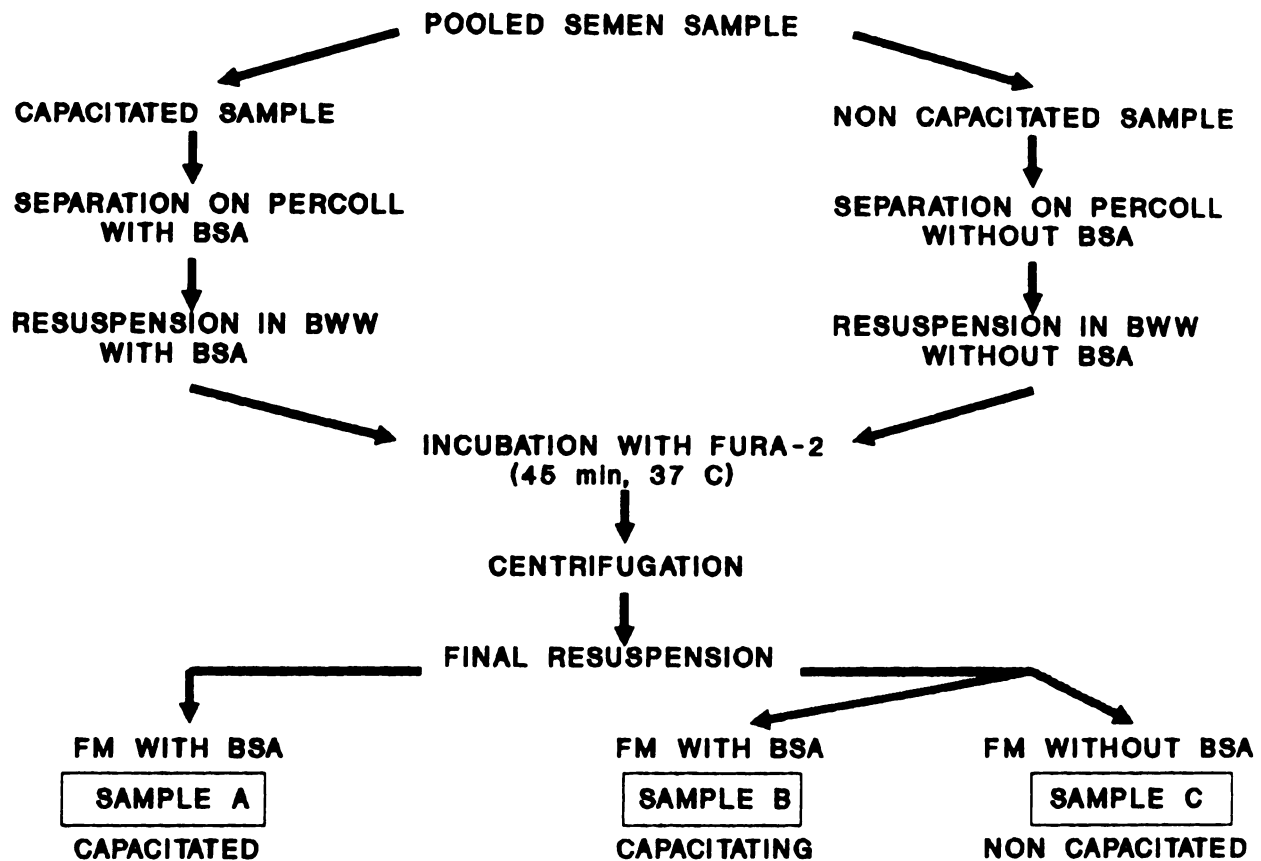 POOLED SEMEN SAMPLE
CAPACITATED SAMPLE
NON CAPACITATED SAMPLE
SEPARATION ON PERCOLL
WITH BSA
SEPARATION ON PERCOLL
WITHOUT BSA
RESUSPENSION IN BWW
WITH BSA
RESUSPENSION IN BWW
WITHOUT BSA
INCUBATION WITH FURA-2
(45 min, 37 C)
CENTRIFUGATION
FINAL RESUSPENSION
FM WITH BSA
FM WITH BSA
FM WITHOUT BSA
SAMPLE A
SAMPLE B
SAMPLE C
CAPACITATED
CAPACITATING
NON CAPACITATED